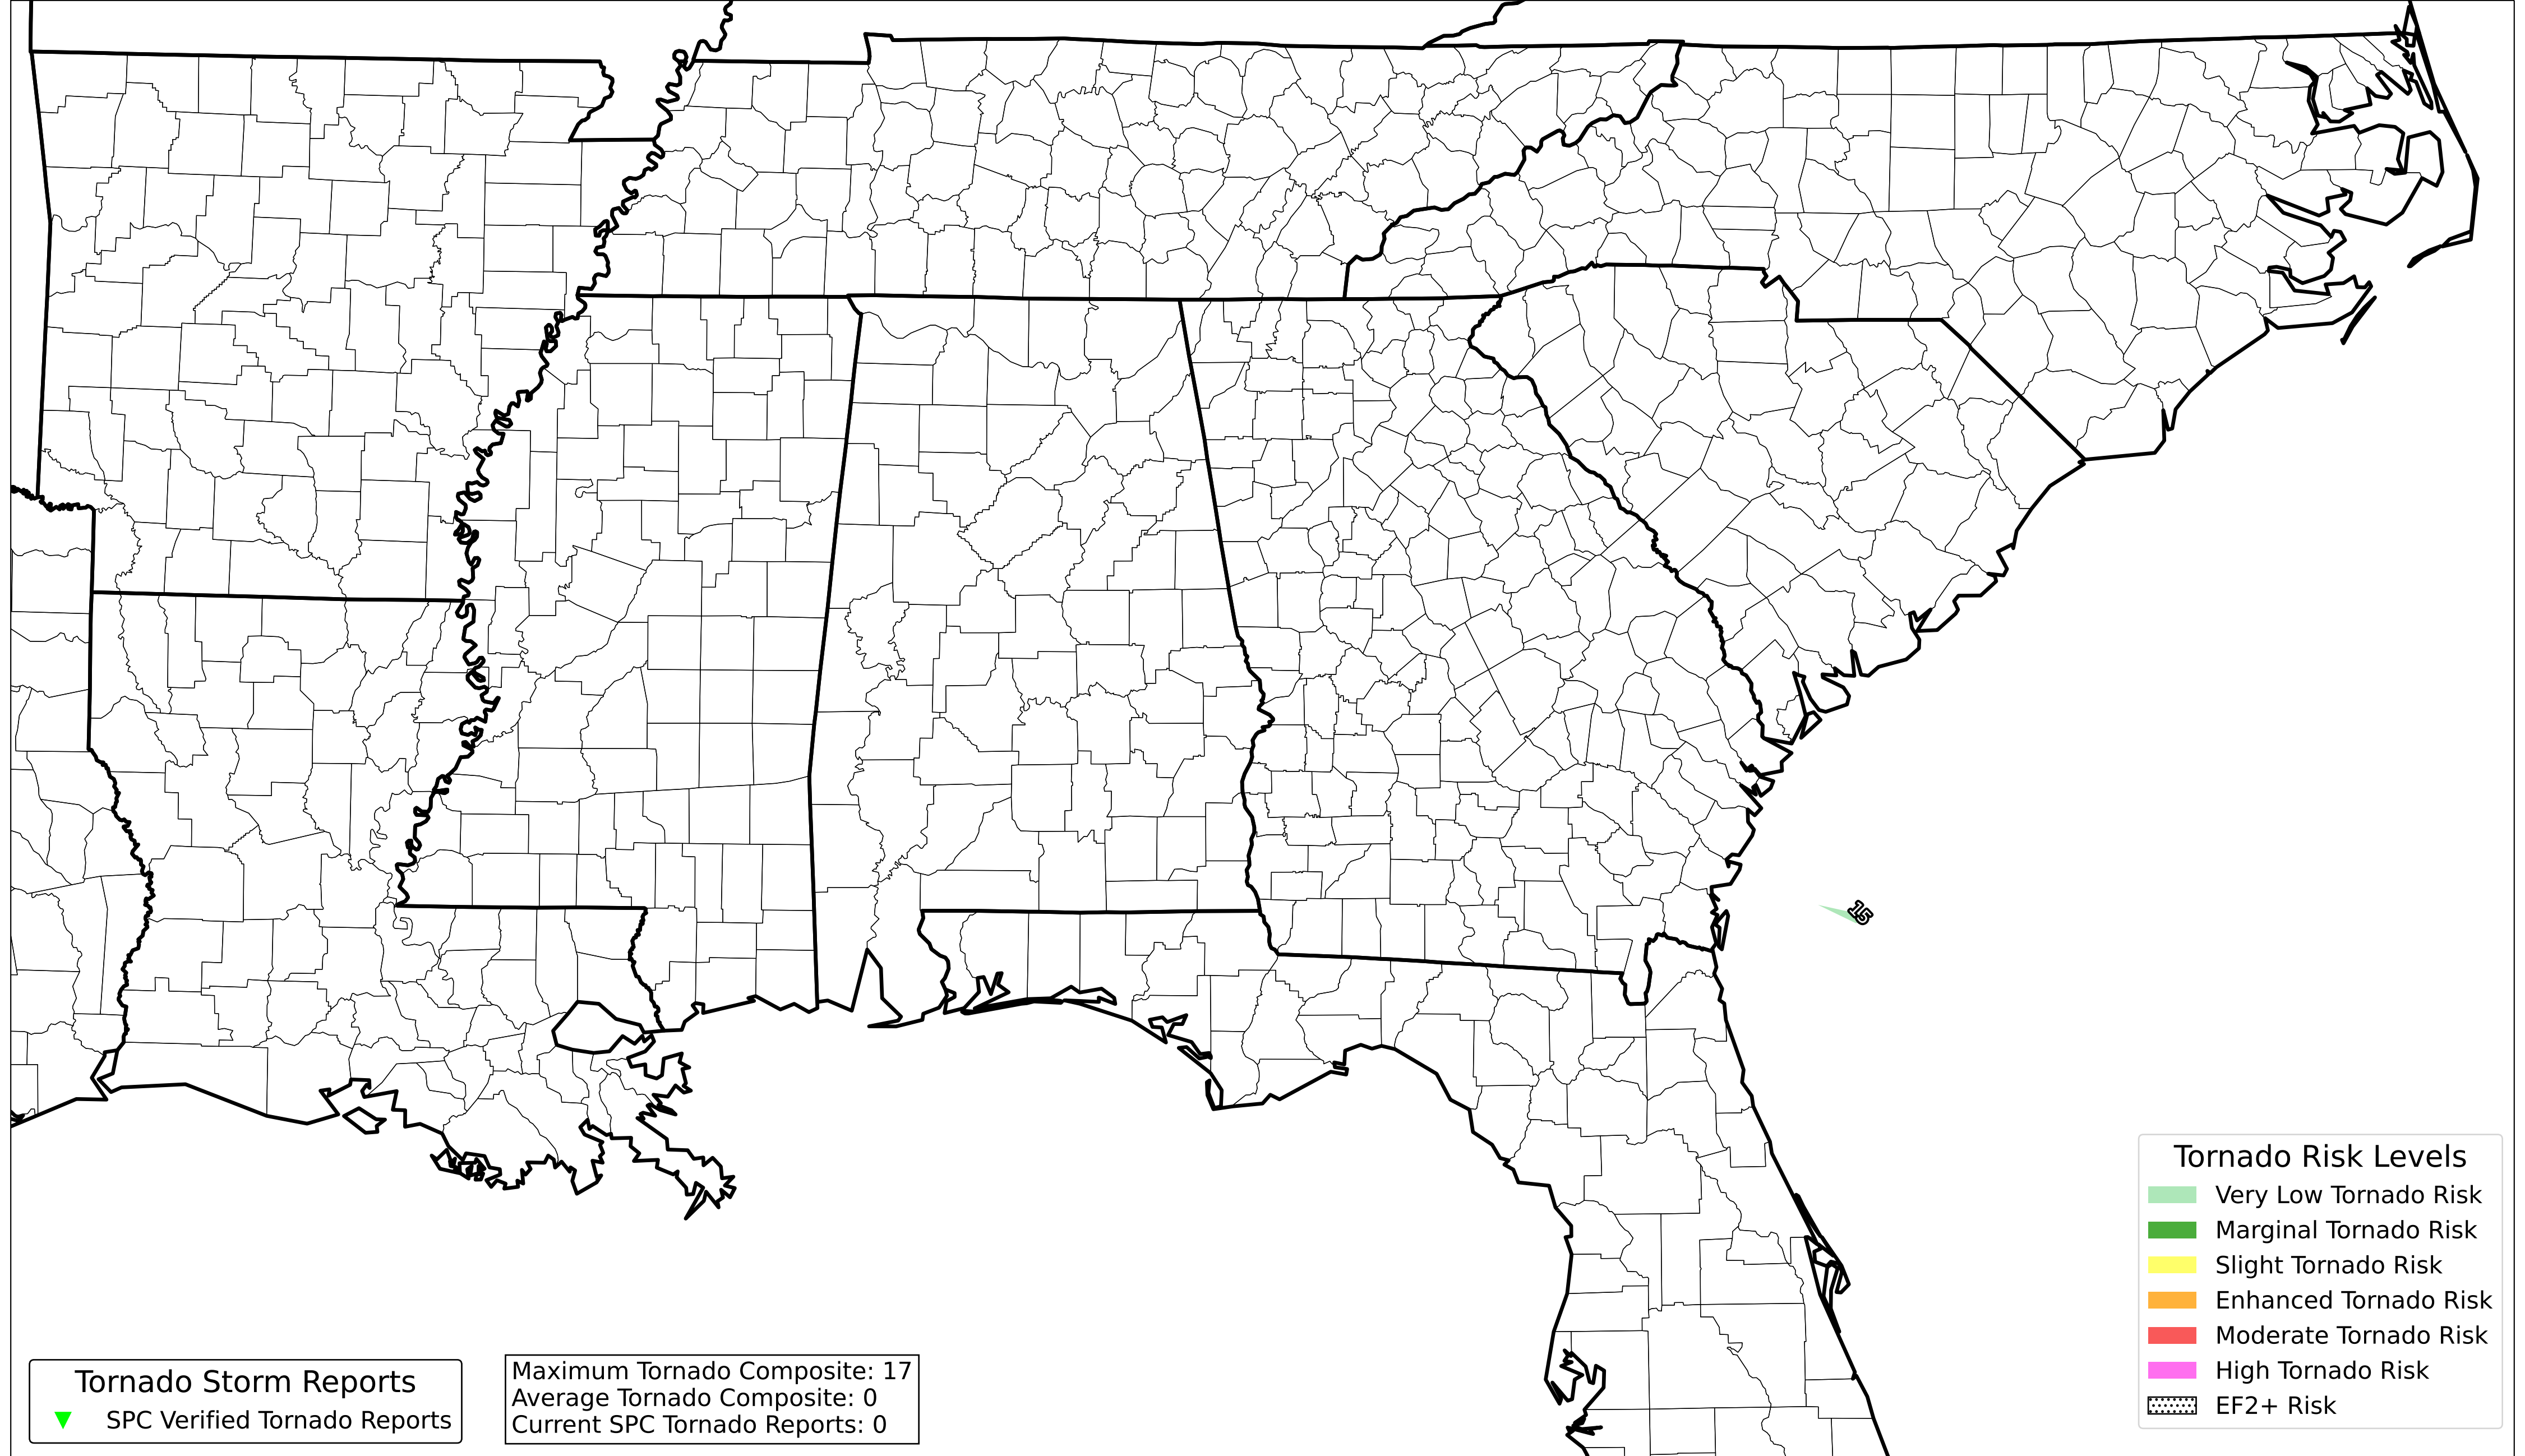 15
Tornado Risk Levels
Very Low Tornado Risk
Marginal Tornado Risk
Slight Tornado Risk
Enhanced Tornado Risk
Moderate Tornado Risk
High Tornado Risk
EF2+ Risk
Tornado Storm Reports
SPC Verified Tornado Reports
Maximum Tornado Composite: 17
Average Tornado Composite: 0
Current SPC Tornado Reports: 0